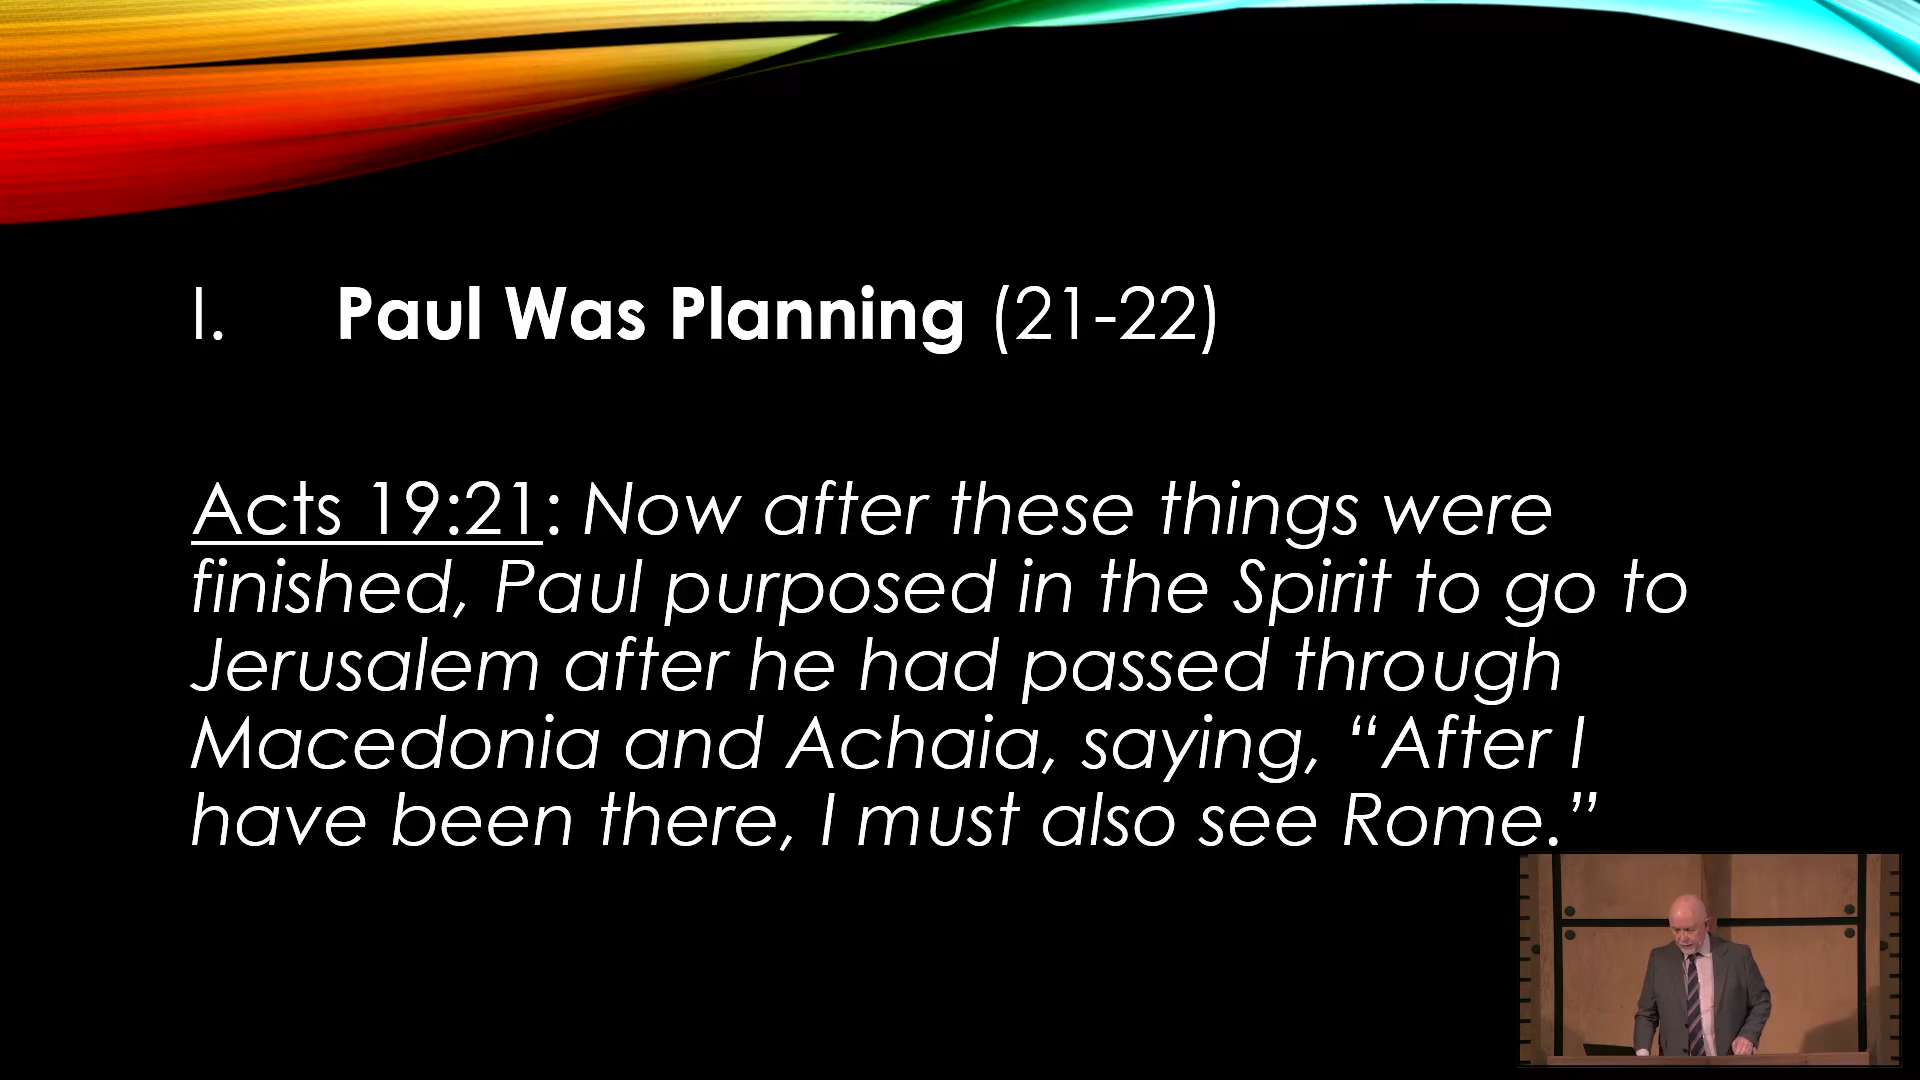 I. Paul Was Planning (21-22)
Acts 19:21: Now after these things were
finished, Paul purposed in the Spirit to go to
Jerusalem after he had passed through
Macedonia and Achaia, saying, “After I
have been there, I must also see Rome.”